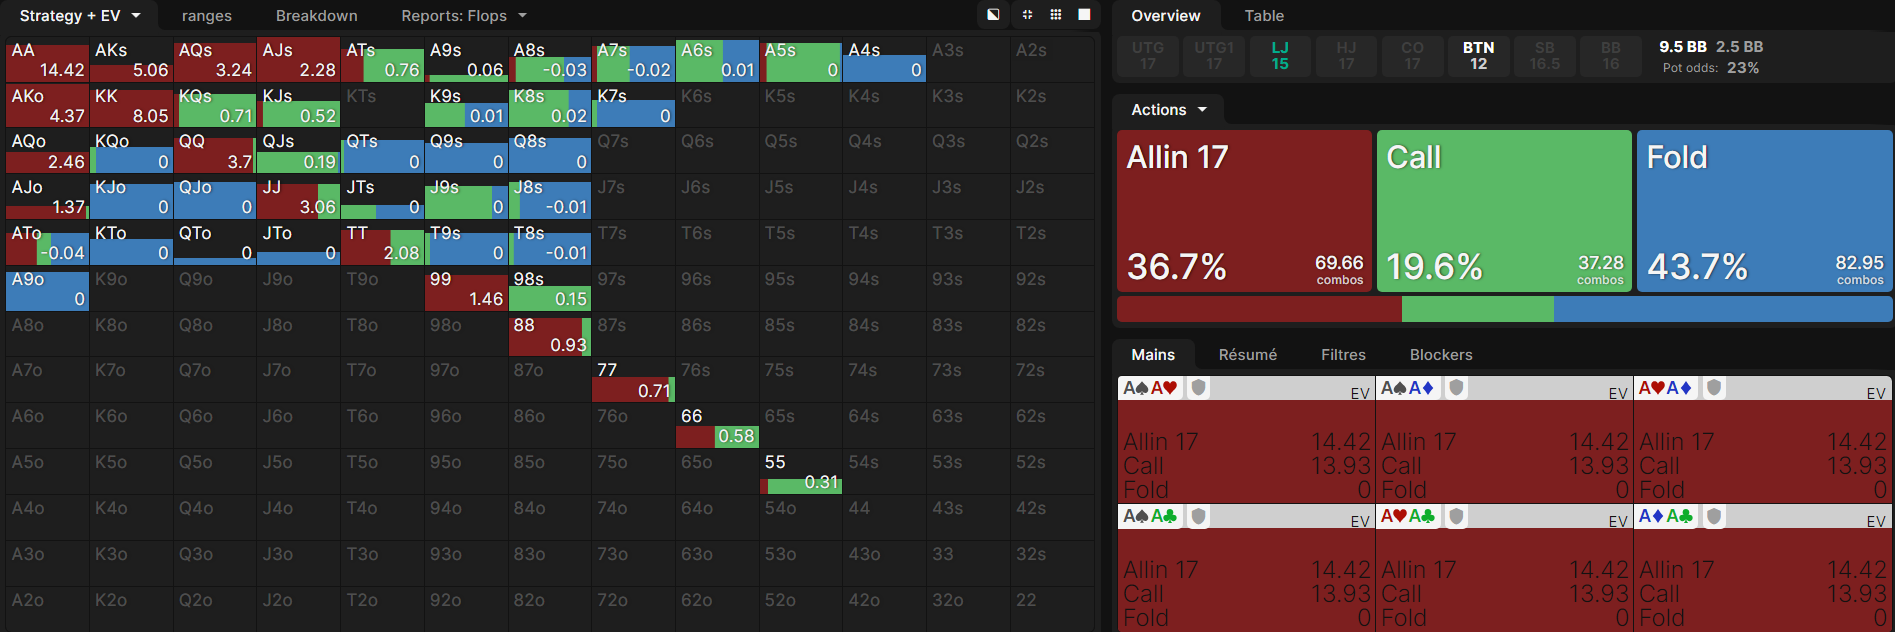 Strategy + EV ranges Breakdown Reports: Flops
AA AKs AQs AJs ATs A9s A8s A7s A6s A5s A4s A3s A2s
14.42 5.06 3.24 2.28 0.76 0.06 -0.03 -0.02 0.01 0 0
AKo KK KQs KJs KTs K9s K8s K7s K6s K5s K4s K3s K2s
4.37 8.05 0.71 0.52 0.01 0.02 0
AQo KQo QQ QJs QTs Q9s Q8s Q7s Q6s Q5s Q4s Q3s Q2s
2.46 0 3.7 0.19 0 0 0
AJo KJo QJo JJ JTs J9s J8s J7s J6s J5s J4s J3s J2s
1.37 0 0 3.06 0 0 -0.01
ATo KTo QTo JTo TT T9s T8s T7s T6s T5s T4s T3s T2s
-0.04 0 0 0 2.08 0 -0.01
A9o K9o Q9o J9o T9o 99 98s 97s 96s 95s 94s 93s 92s
0 1.46 0.15
A8o K8o Q8o J8o T8o 98o 88 87s 86s 85s 84s 83s 82s
0.93
A7o K7o Q7o J7o T7o 97o 87o 77 76s 75s 74s 73s 72s
0.71
A6o K6o Q6o J6o T6o 96o 86o 76o 66 65s 64s 63s 62s
0.58
A5o K5o Q5o J5o T5o 95o 85o 75o 65o 55 54s 53s 52s
0.31
A4o K4o Q4o J4o T4o 94o 84o 74o 64o 54o 44 43s 42s
A3o K3o Q3o J3o T3o 93o 83o 73o 63o 53o 43o 33 32s
A2o K2o Q2o J2o T2o 92o 82o 72o 62o 52o 42o 32o 22
Overview Table
UTG UTG1 LJ HJ CO BTN SB BB
17 17 15 17 17 12 16.5 16
9.5 BB 2.5 BB
Pot odds: 23%
Actions
Allin 17 Call Fold
36.7% 69.66 combos 19.6% 37.28 combos 43.7% 82.95 combos
Mains Résumé Filtres Blockers
A♠A♥ EV A♠A♦ EV A♥A♦ EV
Allin 17 14.42 Allin 17 14.42 Allin 17 14.42
Call 13.93 Call 13.93 Call 13.93
Fold 0 Fold 0 Fold 0
A♠A♣ EV A♥A♣ EV A♦A♣ EV
Allin 17 14.42 Allin 17 14.42 Allin 17 14.42
Call 13.93 Call 13.93 Call 13.93
Fold 0 Fold 0 Fold 0